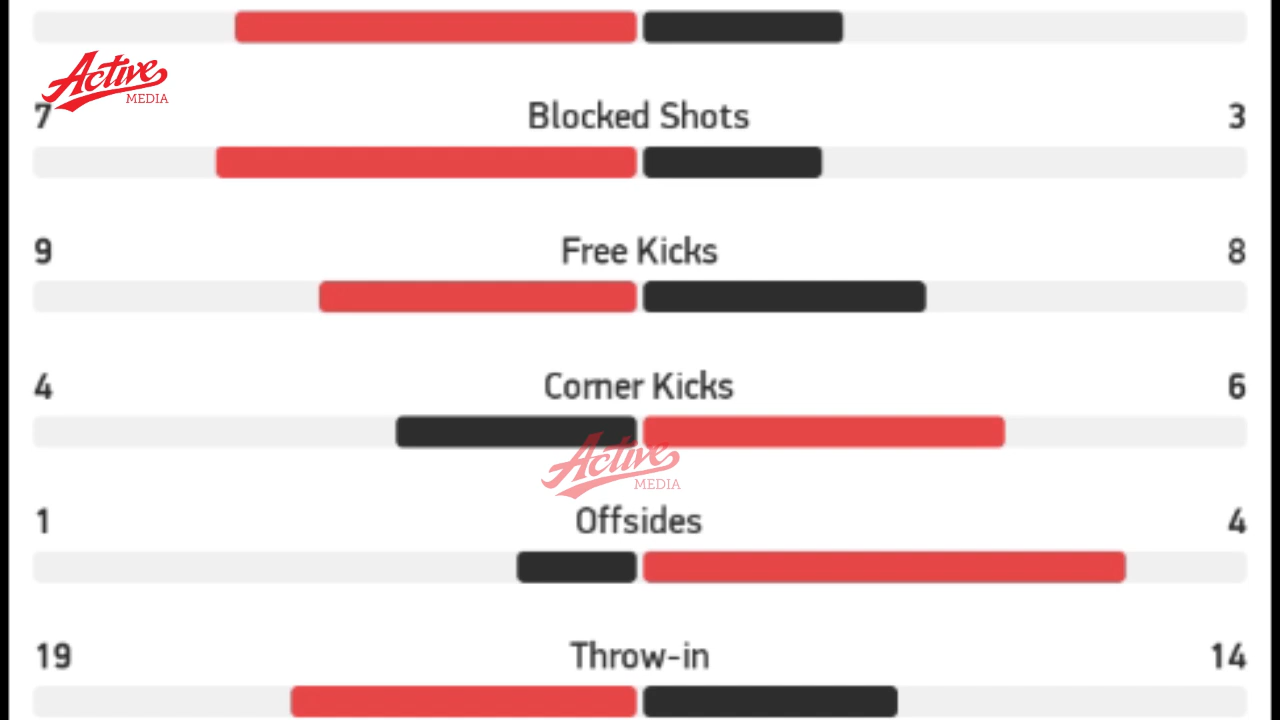 Active
MEDIA
7 Blocked Shots 3
9 Free Kicks 8
4 Corner Kicks 6
Active
MEDIA
1 Offsides 4
19 Throw-in 14